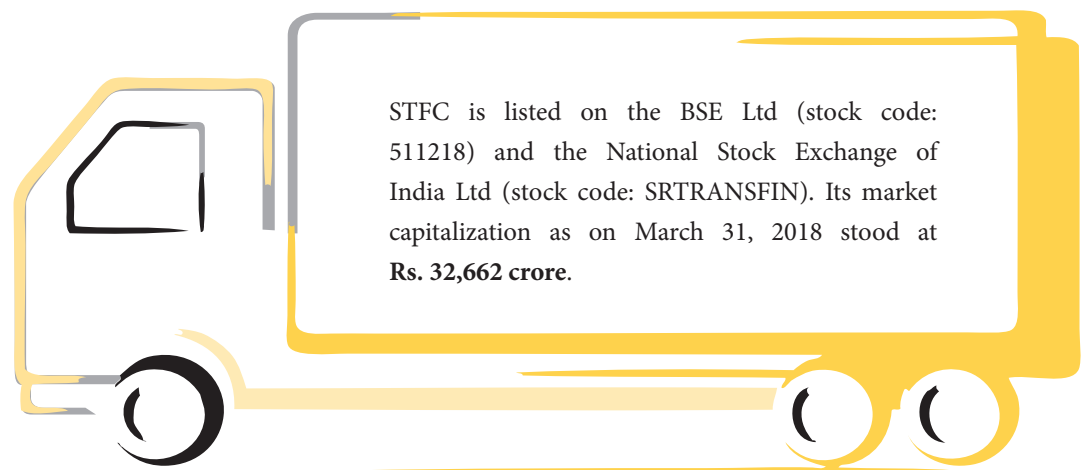 STFC is listed on the BSE Ltd (stock code:
511218) and the National Stock Exchange of
India Ltd (stock code: SRTRANSFIN). Its market
capitalization as on March 31, 2018 stood at
Rs. 32,662 crore.